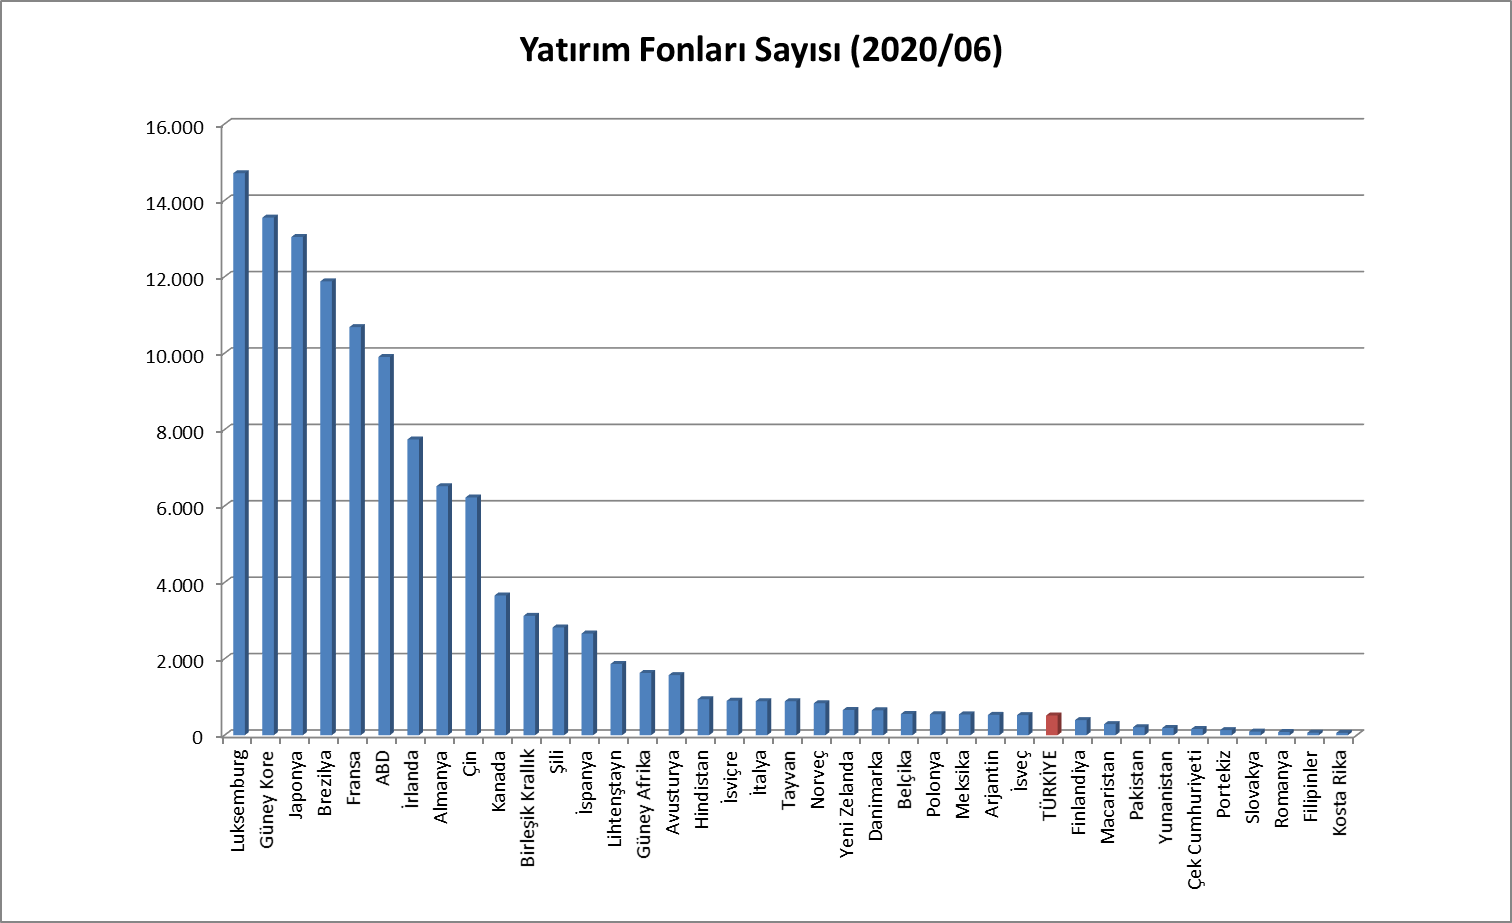 Yatırım Fonları Sayısı (2020/06)
16.000
14.000
12.000
10.000
8.000
6.000
4.000
2.000
0
Luksemburg
Güney Kore
Japonya
Brezilya
Fransa
ABD
İrlanda
Almanya
Çin
Kanada
Birleşik Krallık
Şili
İspanya
Lihtenştayn
Güney Afrika
Avusturya
Hindistan
İsviçre
İtalya
Tayvan
Norveç
Yeni Zelanda
Danimarka
Belçika
Polonya
Meksika
Arjantin
İsveç
TÜRKİYE
Finlandiya
Macaristan
Pakistan
Yunanistan
Çek Cumhuriyeti
Portekiz
Slovakya
Romanya
Filipinler
Kosta Rika